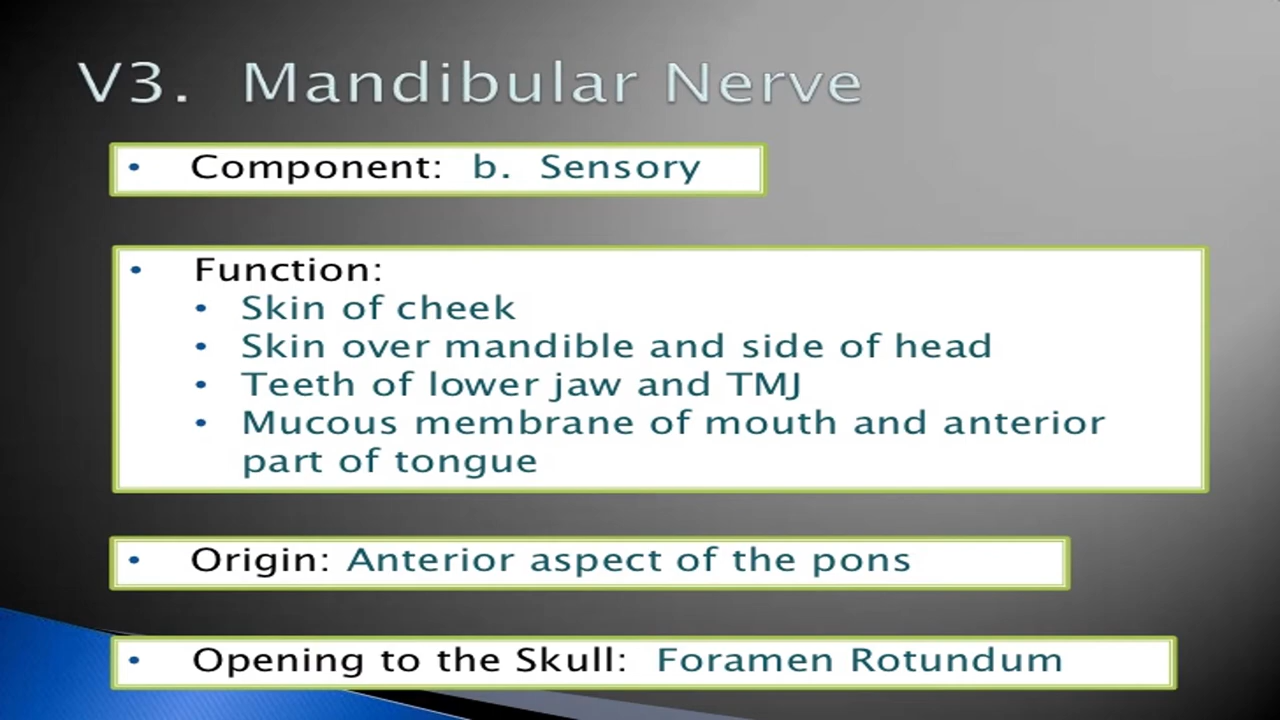 V3. Mandibular Nerve
• Component: b. Sensory
• Function:
• Skin of cheek
• Skin over mandible and side of head
• Teeth of lower jaw and TMJ
• Mucous membrane of mouth and anterior
part of tongue
• Origin: Anterior aspect of the pons
• Opening to the Skull: Foramen Rotundum